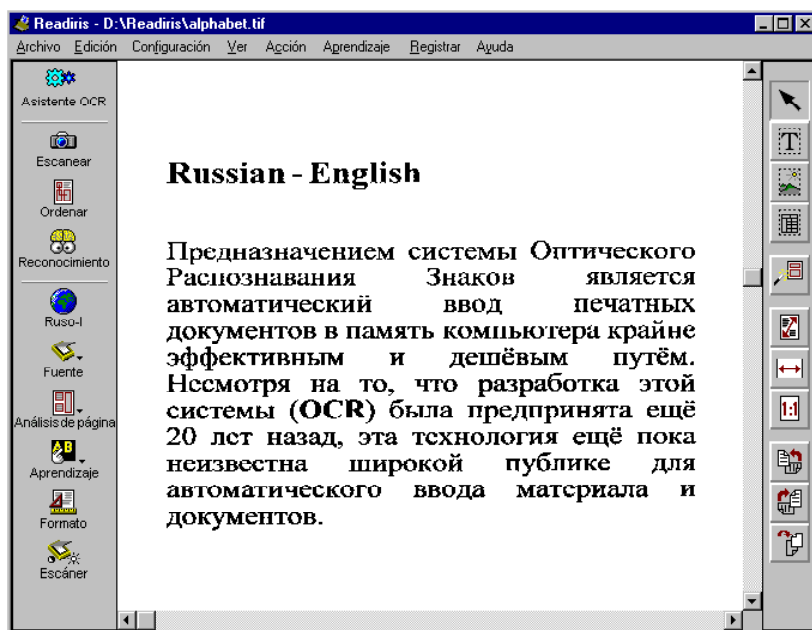 Readiris - D:\Readiris\alphabet.tif
Archivo Edición Configuración Ver Acción Aprendizaje Registrar Ayuda
Asistente OCR
Escanear
Ordenar
Reconocimiento
Ruso-I
Fuente
Análisis de página
Aprendizaje
Formato
Escáner
Russian - English
Предназначением системы Оптического
Распознавания Знаков является
автоматический ввод печатных
документов в память компьютера крайне
эффективным и дешёвым путём.
Несмотря на то, что разработка этой
системы (OCR) была предпринята ещё
20 лет назад, эта технология ещё пока
неизвестна широкой публике для
автоматического ввода материала и
документов.
T
1:1